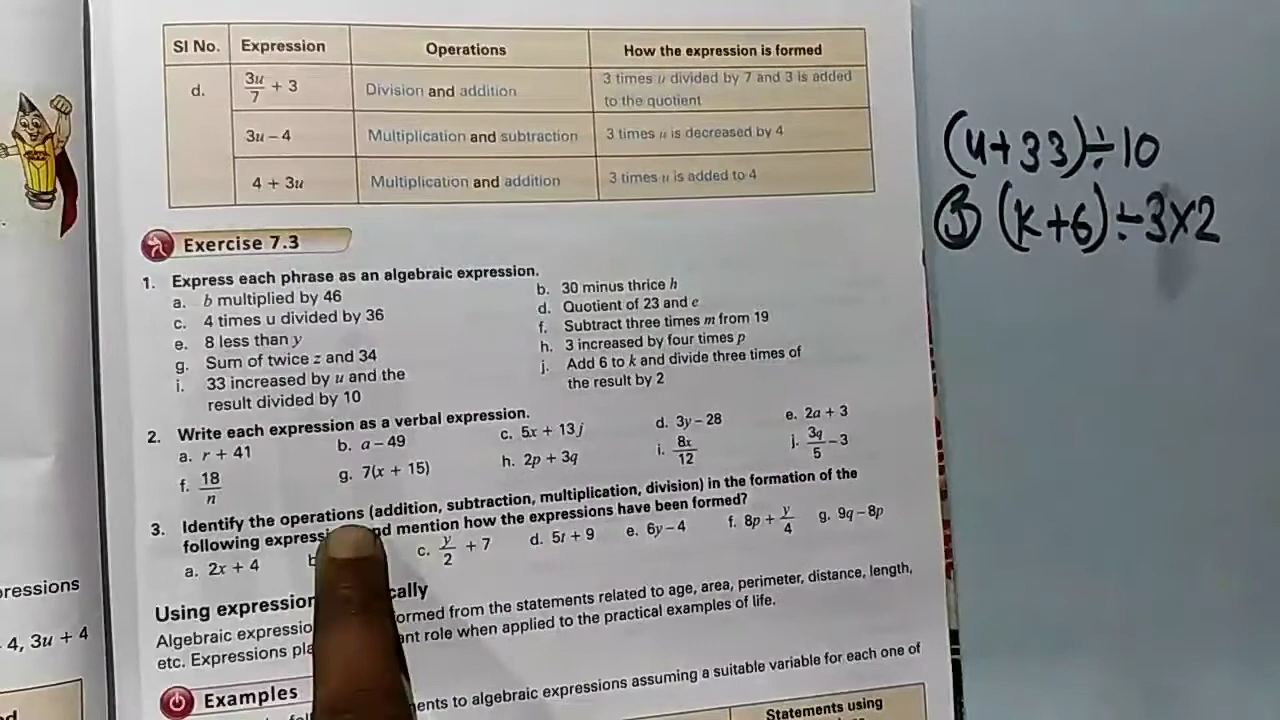 Sl No. Expression Operations How the expression is formed
d. 3u/7 + 3 Division and addition 3 times u divided by 7 and 3 is added
to the quotient
3u – 4 Multiplication and subtraction 3 times u is decreased by 4
4 + 3u Multiplication and addition 3 times u is added to 4
(u+33)÷10
(k+6)÷3×2
Exercise 7.3
1. Express each phrase as an algebraic expression.
a. b multiplied by 46 b. 30 minus thrice h
c. 4 times u divided by 36 d. Quotient of 23 and e
e. 8 less than y f. Subtract three times m from 19
g. Sum of twice z and 34 h. 3 increased by four times p
i. 33 increased by u and the j. Add 6 to k and divide three times of
result divided by 10 the result by 2
2. Write each expression as a verbal expression.
a. r + 41 b. a – 49 c. 5x + 13j d. 3y – 28 e. 2a + 3
f. 18/n g. 7(x + 15) h. 2p + 3q i. 8x/12 j. 3q/5 – 3
3. Identify the operations (addition, subtraction, multiplication, division) in the formation of the
following mention how the expressions have been formed?
a. 2x + 4 c. y/2 + 7 d. 5t + 9 e. 6y – 4 f. 8p + y/4 g. 9q – 8p
Using
Algebraic formed from the statements related to age, area, perimeter, distance, length,
etc. Expressions role when applied to the practical examples of life.
Examples
to algebraic expressions assuming a suitable variable for each one of
Statements using
4, 3u + 4